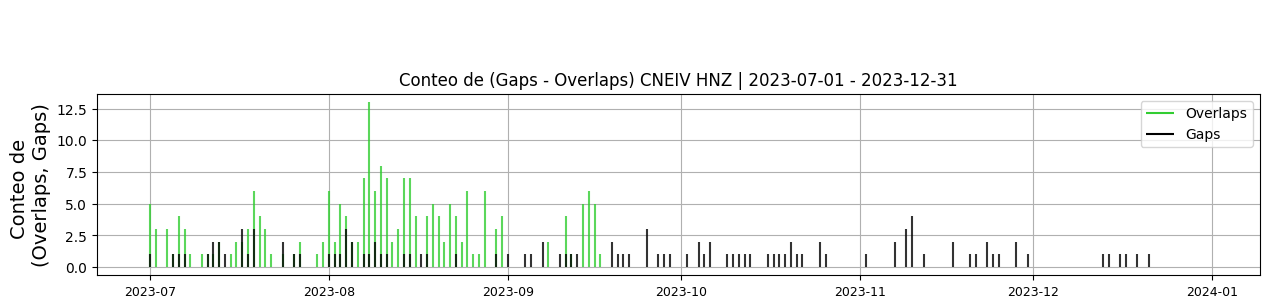 Conteo de (Gaps - Overlaps) CNEIV HNZ | 2023-07-01 - 2023-12-31
Conteo de
(Overlaps, Gaps)
12.5
10.0
7.5
5.0
2.5
0.0
Overlaps
Gaps
2023-07
2023-08
2023-09
2023-10
2023-11
2023-12
2024-01